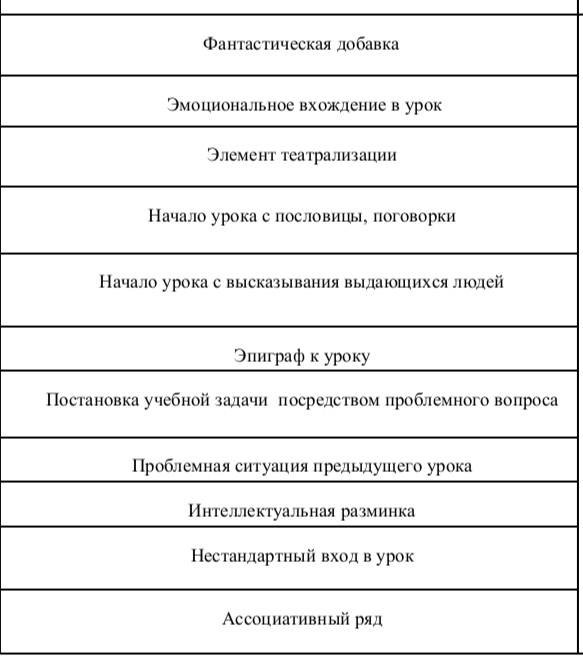 Фантастическая добавка
Эмоциональное вхождение в урок
Элемент театрализации
Начало урока с пословицы, поговорки
Начало урока с высказывания выдающихся людей
Эпиграф к уроку
Постановка учебной задачи  посредством проблемного вопроса
Проблемная ситуация предыдущего урока
Интеллектуальная разминка
Нестандартный вход в урок
Ассоциативный ряд